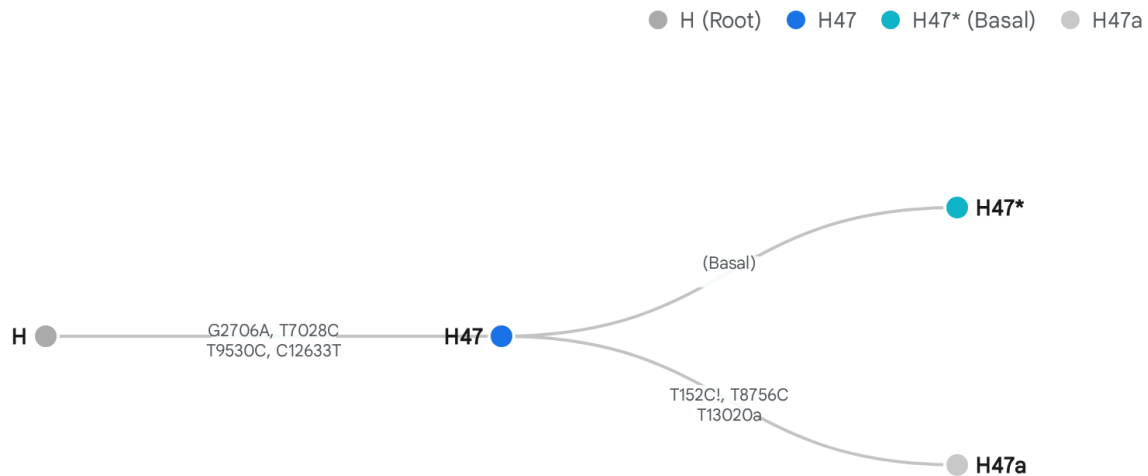 H (Root) H47 H47* (Basal) H47a
H47*
(Basal)
H
G2706A, T7028C
T9530C, C12633T
H47
T152C!, T8756C
T13020a
H47a